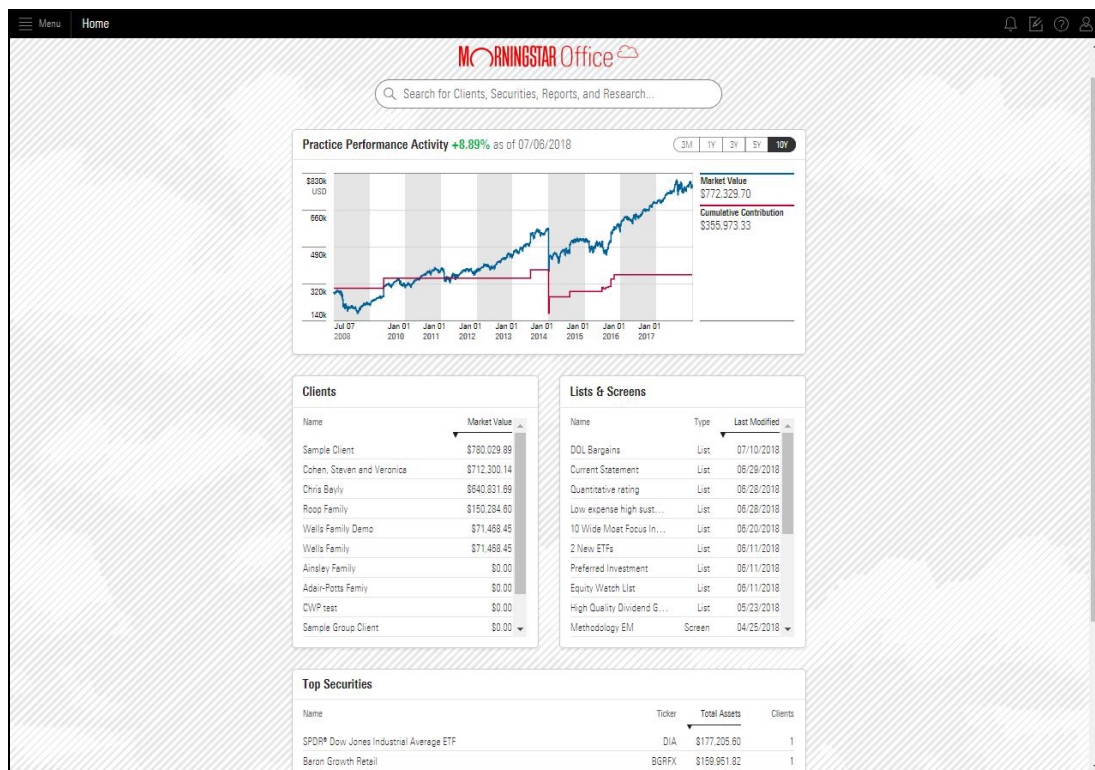 Menu Home
MORNINGSTAR Office
Search for Clients, Securities, Reports, and Research...
Practice Performance Activity +8.89% as of 07/06/2018
3M 1Y 3Y 5Y 10Y
$830k
USD
660k
490k
320k
140k
Market Value
$772,329.70
Cumulative Contribution
$355,973.33
Jul 07 Jan 01 Jan 01 Jan 01 Jan 01 Jan 01 Jan 01 Jan 01 Jan 01
2008 2010 2011 2012 2013 2014 2015 2016 2017
Clients
Name Market Value
Sample Client $780,029.89
Cohen, Steven and Veronica $712,300.14
Chris Bayly $640,831.69
Roop Family $150,284.60
Wells Family Demo $71,468.45
Wells Family $71,468.45
Ainsley Family $0.00
Adair-Potts Famiy $0.00
CWP test $0.00
Sample Group Client $0.00
Lists & Screens
Name Type Last Modified
DOL Bargains List 07/10/2018
Current Statement List 06/29/2018
Quantitative rating List 06/28/2018
Low expense high sust... List 06/28/2018
10 Wide Moat Focus In... List 06/20/2018
2 New ETFs List 06/11/2018
Preferred Investment List 06/11/2018
Equity Watch LIst List 06/11/2018
High Quality Dividend G... List 05/23/2018
Methodology EM Screen 04/25/2018
Top Securities
Name Ticker Total Assets Clients
SPDR® Dow Jones Industrial Average ETF DIA $177,205.60 1
Baron Growth Retail BGRFX $159,951.82 1